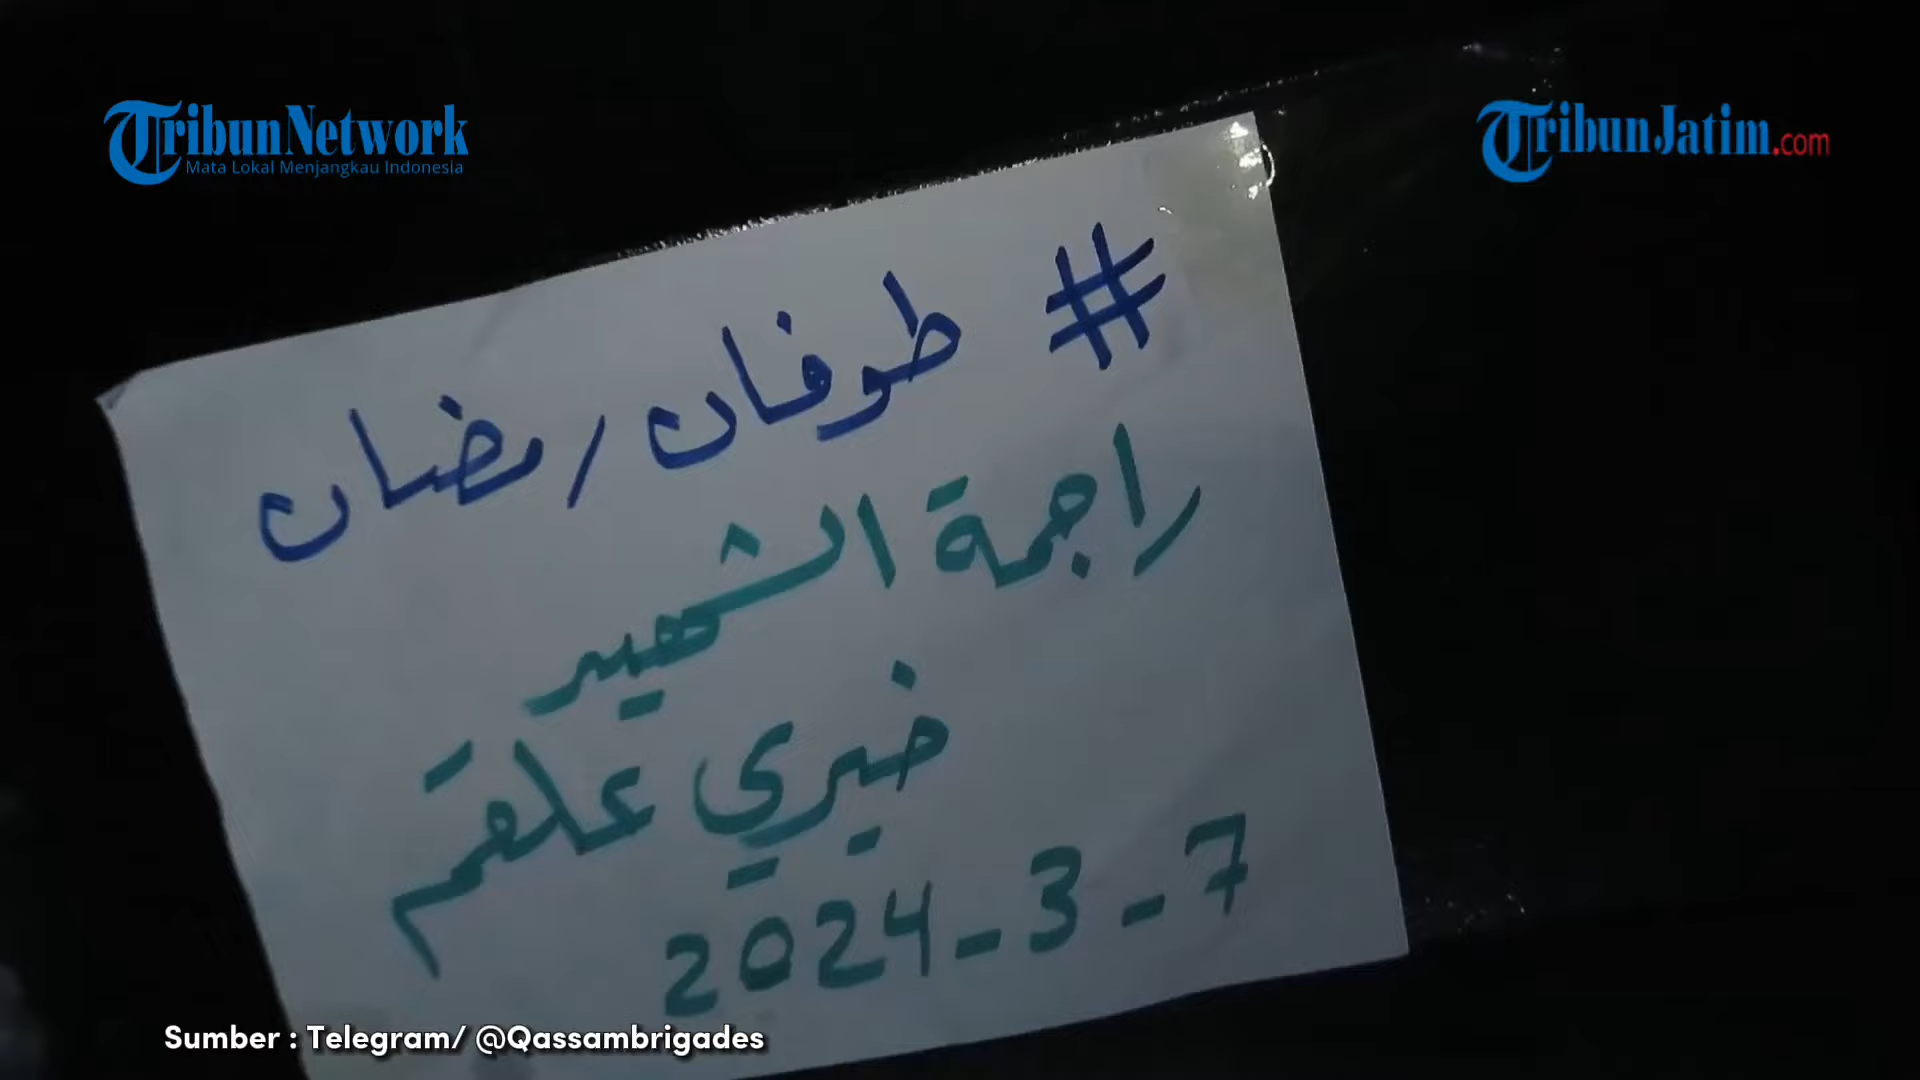 TribunNetwork
Mata Lokal Menjangkau Indonesia
TribunJatim.com
# طوفان رمضان
راجمة الشهيد
خيري علقم
2024-3-7
Sumber : Telegram/ @Qassambrigades